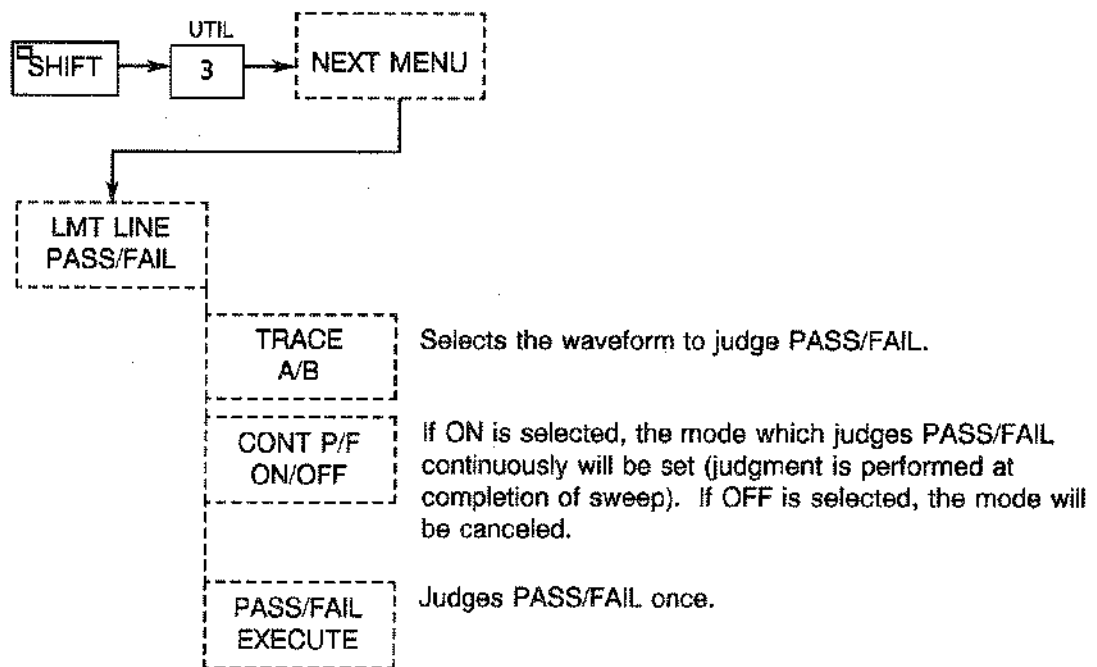 UTIL
SHIFT
3
NEXT MENU
LMT LINE
PASS/FAIL
TRACE
A/B
Selects the waveform to judge PASS/FAIL.
CONT P/F
ON/OFF
If ON is selected, the mode which judges PASS/FAIL
continuously will be set (judgment is performed at
completion of sweep). If OFF is selected, the mode will
be canceled.
PASS/FAIL
EXECUTE
Judges PASS/FAIL once.